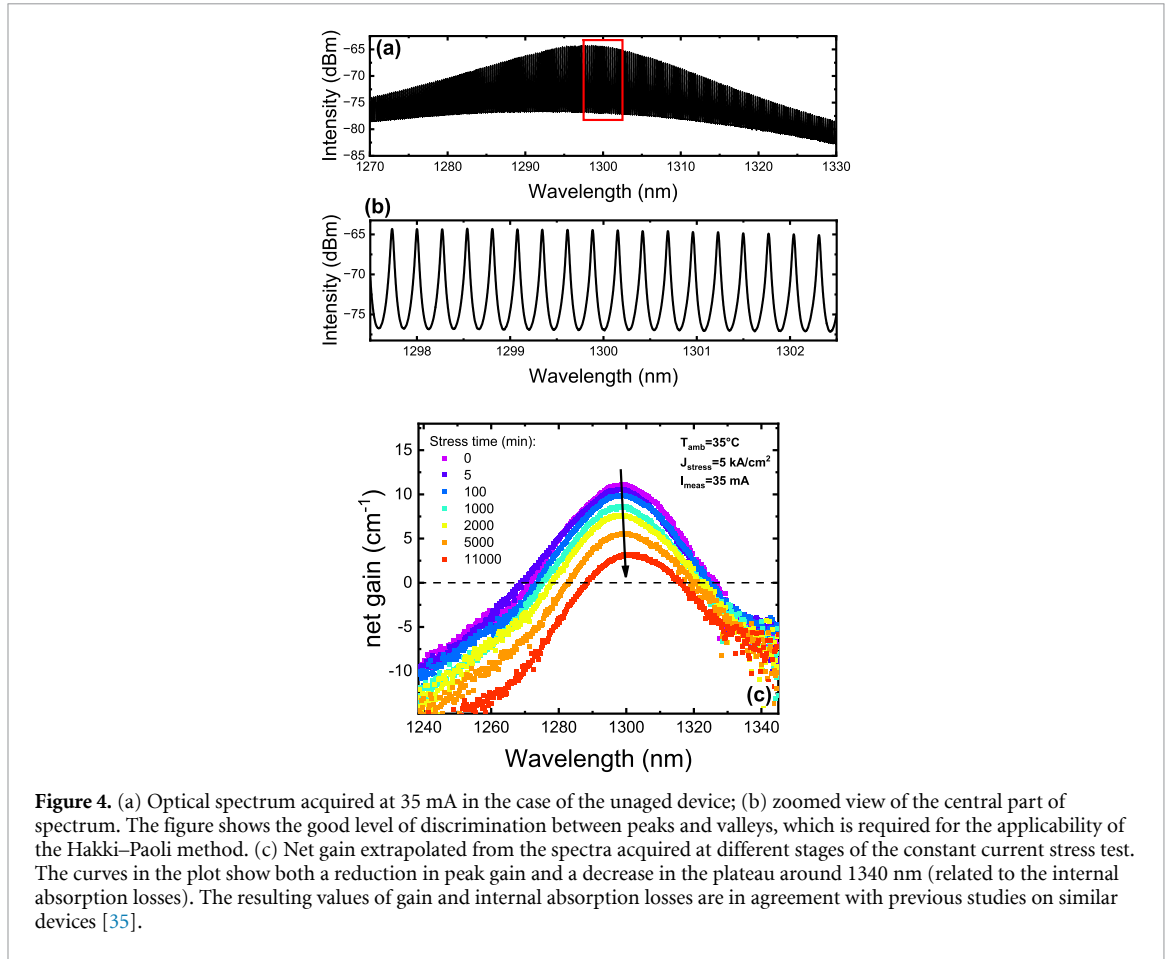 (a)
Intensity (dBm)
−65
−70
−75
−80
−85
1270 1280 1290 1300 1310 1320 1330
Wavelength (nm)
(b)
Intensity (dBm)
−65
−70
−75
1298 1299 1300 1301 1302
Wavelength (nm)
net gain (cm⁻¹)
15
10
5
0
-5
-10
Stress time (min):
0
5
100
1000
2000
5000
11000
Tamb=35°C
Jstress=5 kA/cm²
Imeas=35 mA
(c)
1240 1260 1280 1300 1320 1340
Wavelength (nm)
Figure 4. (a) Optical spectrum acquired at 35 mA in the case of the unaged device; (b) zoomed view of the central part of
spectrum. The figure shows the good level of discrimination between peaks and valleys, which is required for the applicability of
the Hakki–Paoli method. (c) Net gain extrapolated from the spectra acquired at different stages of the constant current stress test.
The curves in the plot show both a reduction in peak gain and a decrease in the plateau around 1340 nm (related to the internal
absorption losses). The resulting values of gain and internal absorption losses are in agreement with previous studies on similar
devices [35].